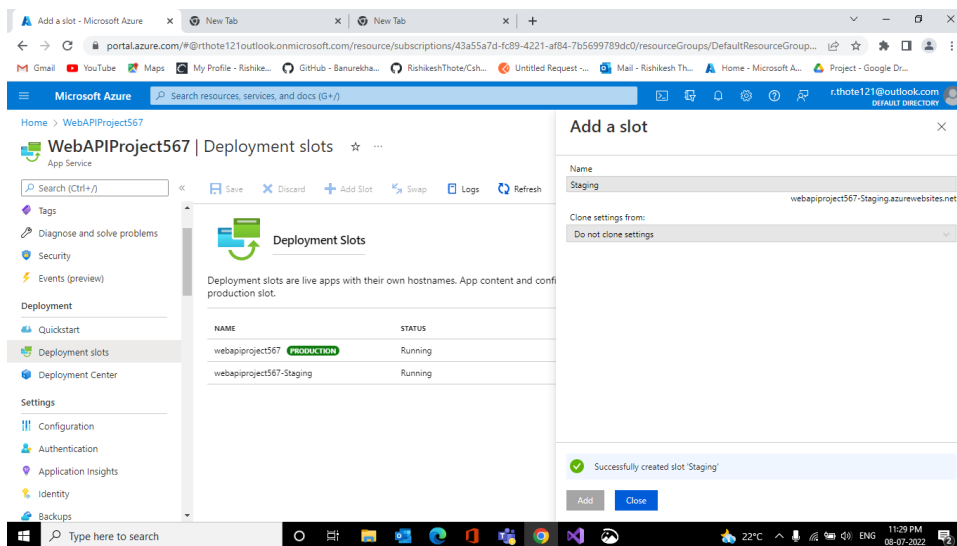 Add a slot - Microsoft Azure
New Tab
New Tab
portal.azure.com/#@rthote121outlook.onmicrosoft.com/resource/subscriptions/43a55a7d-fc89-4221-af84-7b5699789dc0/resourceGroups/DefaultResourceGroup...
Gmail YouTube Maps My Profile - Rishike... GitHub - Banurekha... RishikeshThote/Csh... Untitled Request -... Mail - Rishikesh Th... Home - Microsoft A... Project - Google Dr...
Microsoft Azure
Search resources, services, and docs (G+/)
r.thote121@outlook.com
DEFAULT DIRECTORY
Home > WebAPIProject567
WebAPIProject567 | Deployment slots
App Service
Search (Ctrl+/)
Save Discard Add Slot Swap Logs Refresh
Tags
Diagnose and solve problems
Security
Events (preview)
Deployment
Quickstart
Deployment slots
Deployment Center
Settings
Configuration
Authentication
Application Insights
Identity
Backups
Deployment Slots
Deployment slots are live apps with their own hostnames. App content and confi
production slot.
NAME STATUS
webapiproject567 PRODUCTION Running
webapiproject567-Staging Running
Add a slot
Name
Staging
webapiproject567-Staging.azurewebsites.net
Clone settings from:
Do not clone settings
Successfully created slot 'Staging'
Add Close
Type here to search
22°C ENG
11:29 PM
08-07-2022
2